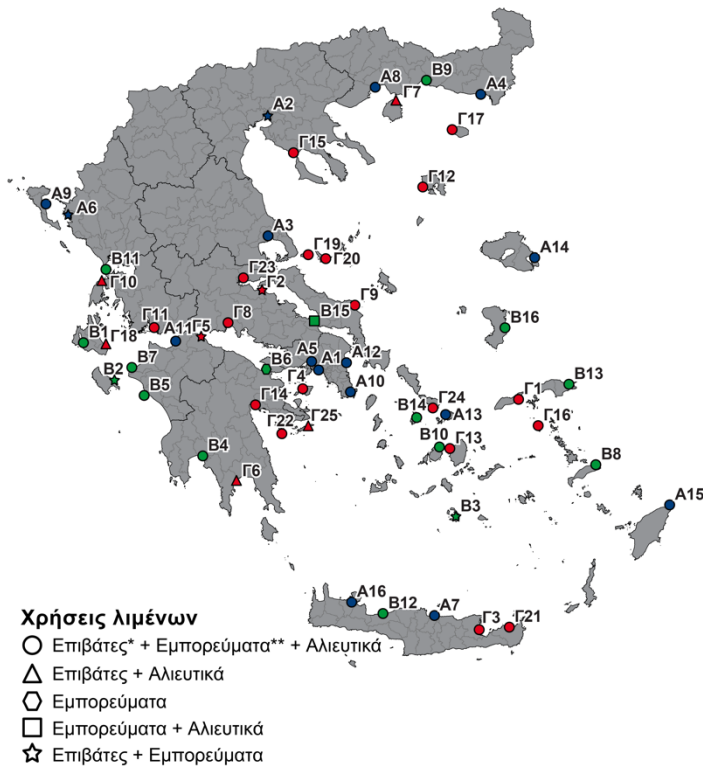 A8
B9
A4
Γ7
A2
Γ17
Γ15
Γ12
A9
A6
A3
Γ19
Γ20
A14
B11
Γ10
Γ23
Γ2
Γ9
B15
B16
Γ11
Γ8
B1
Γ18
A11
Γ5
B7
B2
B5
B6
A5
A1
A12
A10
Γ4
Γ14
Γ25
Γ22
Γ24
B14
A13
Γ1
B13
Γ16
B4
Γ6
B10
Γ13
B8
B3
A15
A16
B12
A7
Γ3
Γ21
Χρήσεις λιμένων
Επιβάτες* + Εμπορεύματα** + Αλιευτικά
Επιβάτες + Αλιευτικά
Εμπορεύματα
Εμπορεύματα + Αλιευτικά
Επιβάτες + Εμπορεύματα